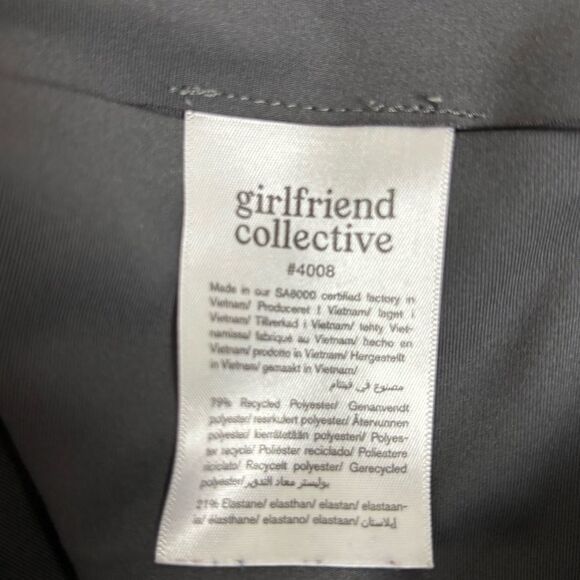 girlfriend
collective
#4008
Made in our SA8000 certified factory in
Vietnam/ Produceret i Vietnam/ laget i
Vietnam/ Tillverkad i Vietnam/ tehty Viet-
namissa/ fabriqué au Vietnam/ hecho en
Vietnam/ prodotto in Vietnam/ Hergestellt
in Vietnam/ gemaakt in Vietnam/
مصنوع في فيتنام
79% Recycled Polyester/ Genanvendt
polyester/ resirkulert polyester/ Återvunnen
polyester/ kierrätetään polyesteri/ Polyes-
ter recyclé/ Poliéster reciclado/ Poliestere
riciclato/ Recycelt polyester/ Gerecycled
polyester/ بوليستر معاد التدوير
21% Elastane/ elasthan/ elastan/ elastaan-
ia/ élasthanne/ elastano/ elastaan/ إيلاستان